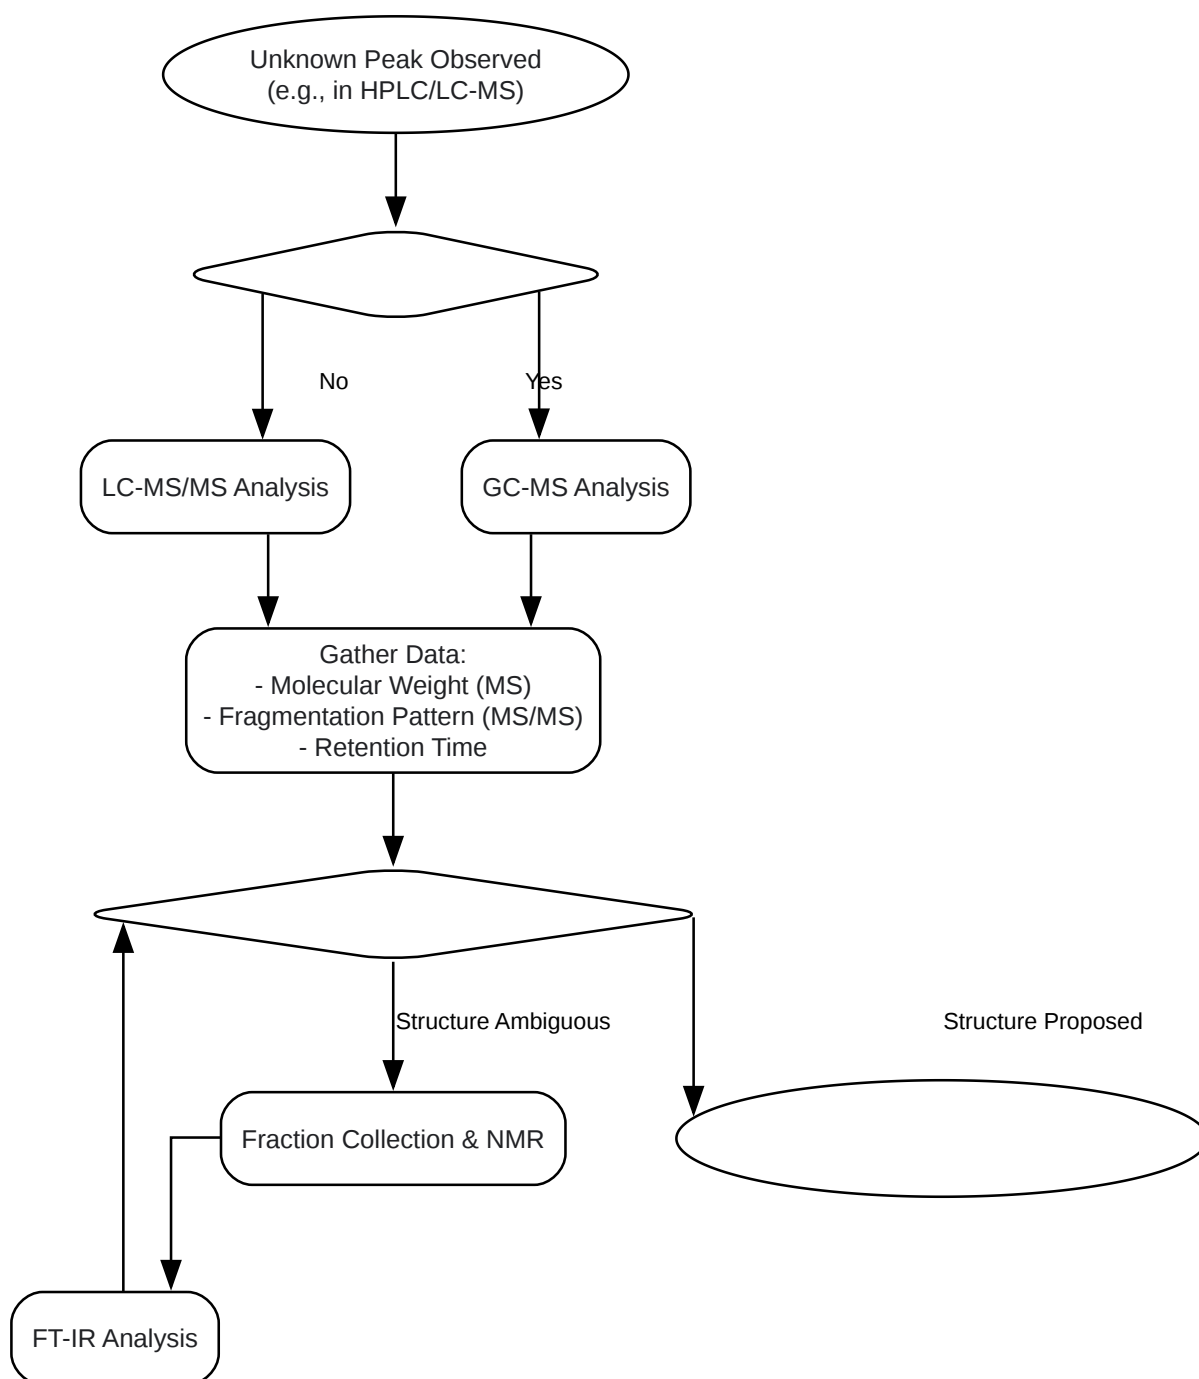 Unknown Peak Observed
(e.g., in HPLC/LC-MS)
No
Yes
LC-MS/MS Analysis
GC-MS Analysis
Gather Data:
- Molecular Weight (MS)
- Fragmentation Pattern (MS/MS)
- Retention Time
Structure Ambiguous
Structure Proposed
Fraction Collection & NMR
FT-IR Analysis